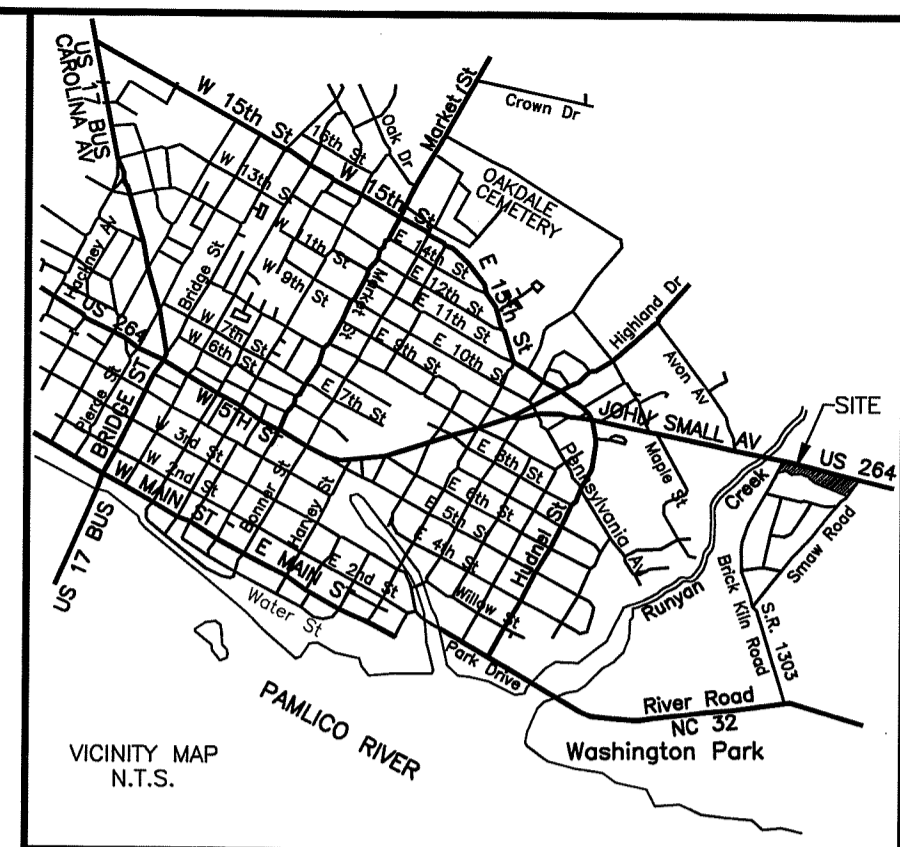 US 17 BUS
CAROLINA AV
W 15th St
16th St
Oak Dr
Market St
Crown Dr
W 15th St
OAKDALE
CEMETERY
W 13th S
W 11th St
W 9th St
Market St
E 14th St
E 12th St
E 11th St
E 10th St
E 9th St
E 15th St
Hackney Av
Bridge St
US 264
W 7th St
W 6th St
W 5TH S
E 7th St
Highland Dr
Avon Av
JOHN SMALL AV
SITE
US 264
Pierce St
BRIDGE ST
W 3rd St
W 2nd St
W MAIN ST
Bonner St
Harvey St
E MAIN S
E 2nd St
E 8th St
E 6th St
E 5th S
E 4th St
Willow St
Hudnel St
Pennsylvania Av
Maple St
Runyan Creek
Smaw Road
Brick Kiln Road
S.R. 1303
US 17 BUS
Water St
Park Drive
River Road
NC 32
Washington Park
PAMLICO RIVER
VICINITY MAP
N.T.S.